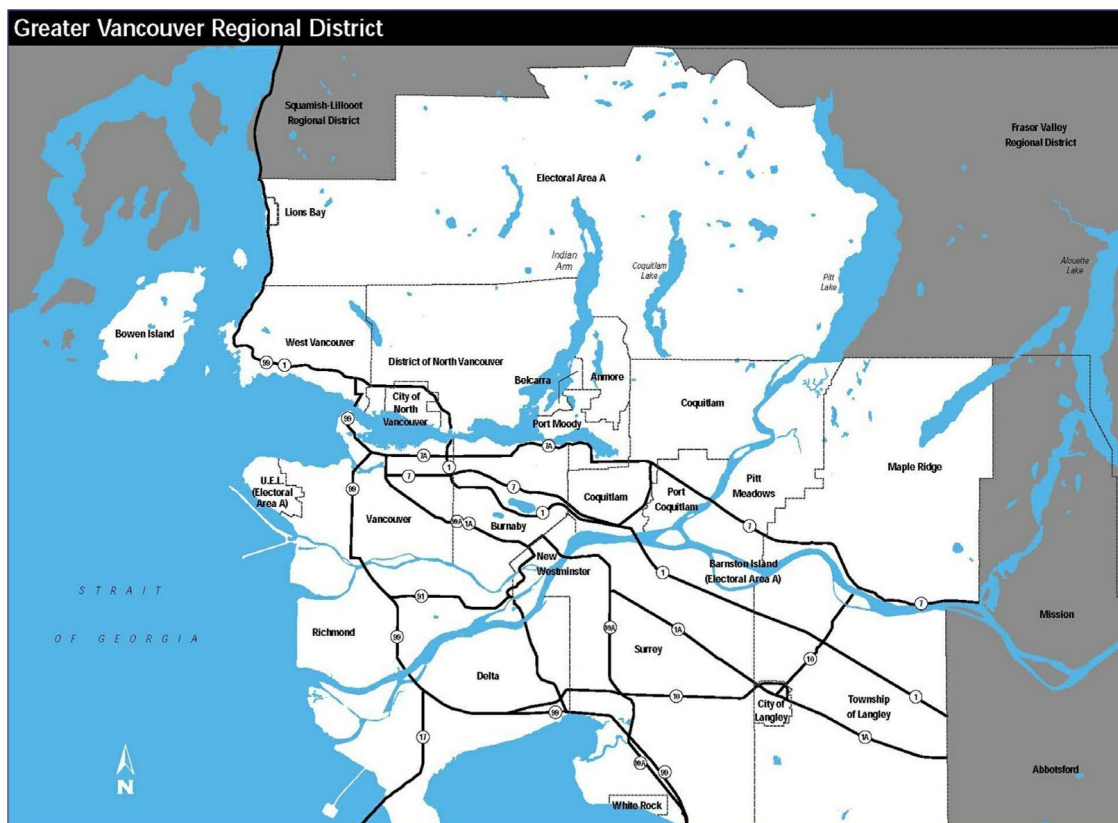 Greater Vancouver Regional District
Squamish-Lillooet
Regional District
Fraser Valley
Regional District
Electoral Area A
Lions Bay
Indian
Arm
Coquitlam
Lake
Pitt
Lake
Alouette
Lake
Bowen Island
West Vancouver
District of North Vancouver
99
1
Belcarra
Anmore
City of
North
Vancouver
Coquitlam
Port Moody
99
7A
7A
1
7
7
Maple Ridge
U.E.L
(Electoral
Area A)
99
Coquitlam
Port
Coquitlam
Pitt
Meadows
Vancouver
99A
1A
Burnaby
1
7
New
Westminster
1
Barnston Island
(Electoral Area A)
7
STRAIT
OF GEORGIA
91
Mission
Richmond
99
99A
1A
Surrey
10
Delta
10
City of
Langley
Township
of Langley
1
99
17
1A
99A
99
Abbotsford
White Rock
N